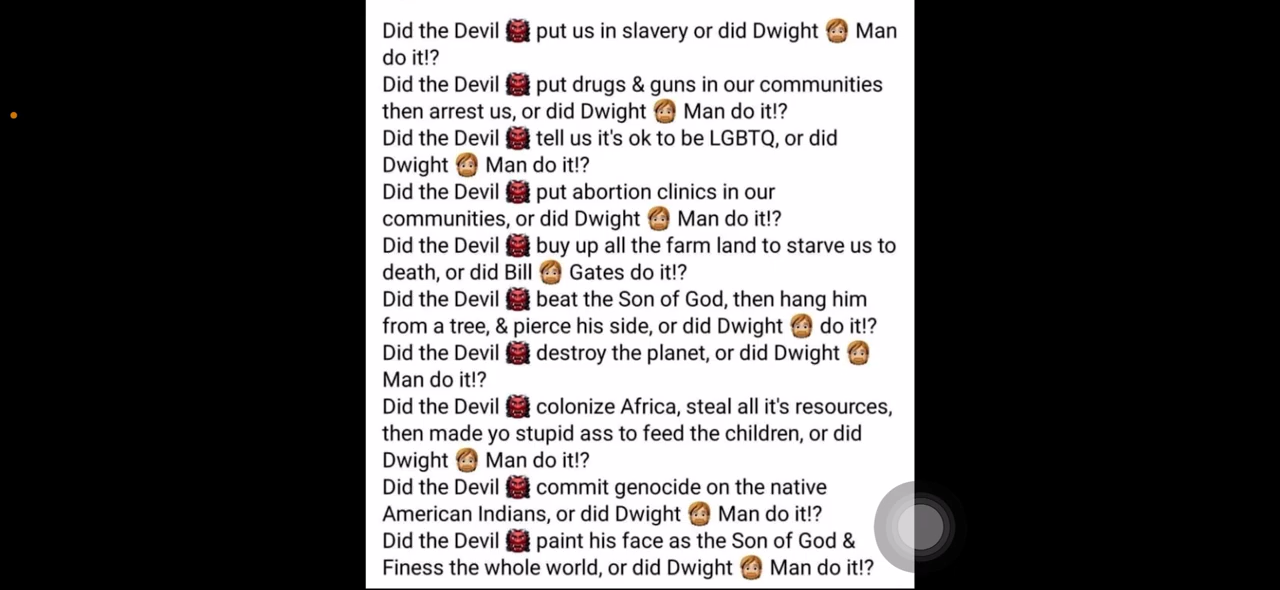 Did the Devil 👹 put us in slavery or did Dwight 🧔🏼 Man
do it!?
Did the Devil 👹 put drugs & guns in our communities
then arrest us, or did Dwight 🧔🏼 Man do it!?
Did the Devil 👹 tell us it's ok to be LGBTQ, or did
Dwight 🧔🏼 Man do it!?
Did the Devil 👹 put abortion clinics in our
communities, or did Dwight 🧔🏼 Man do it!?
Did the Devil 👹 buy up all the farm land to starve us to
death, or did Bill 🧔🏼 Gates do it!?
Did the Devil 👹 beat the Son of God, then hang him
from a tree, & pierce his side, or did Dwight 🧔🏼 do it!?
Did the Devil 👹 destroy the planet, or did Dwight 🧔🏼
Man do it!?
Did the Devil 👹 colonize Africa, steal all it's resources,
then made yo stupid ass to feed the children, or did
Dwight 🧔🏼 Man do it!?
Did the Devil 👹 commit genocide on the native
American Indians, or did Dwight 🧔🏼 Man do it!?
Did the Devil 👹 paint his face as the Son of God &
Finess the whole world, or did Dwight 🧔🏼 Man do it!?